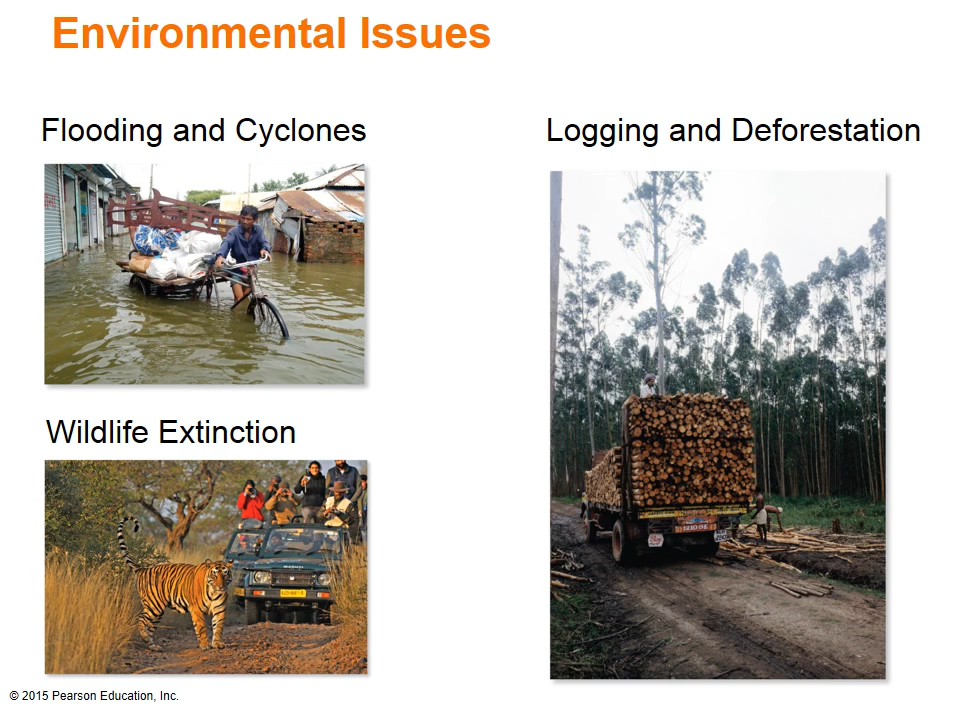 Environmental Issues
Flooding and Cyclones
Logging and Deforestation
Wildlife Extinction
© 2015 Pearson Education, Inc.